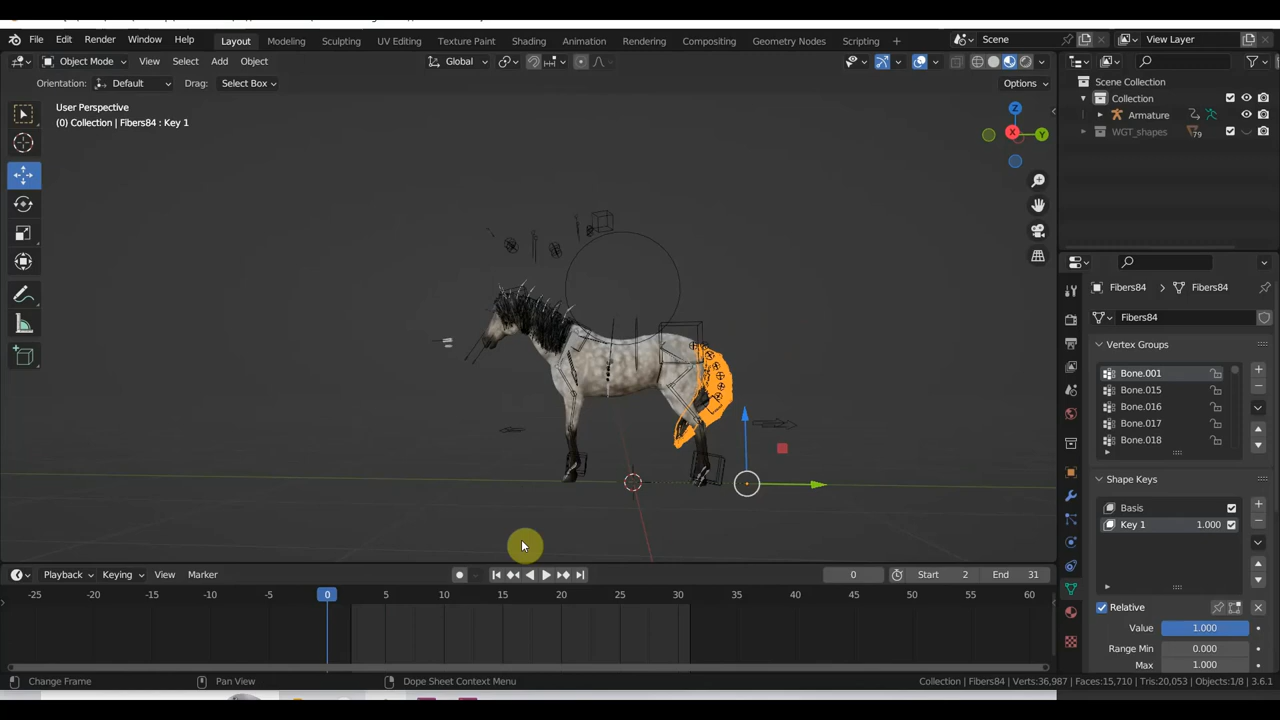 File Edit Render Window Help Layout Modeling Sculpting UV Editing Texture Paint Shading Animation Rendering Compositing Geometry Nodes Scripting + Scene View Layer
Object Mode View Select Add Object Global
Orientation: Default Drag: Select Box Options
User Perspective
(0) Collection | Fibers84 : Key 1
X Y Z
Scene Collection
Collection
Armature
WGT_shapes 79
Fibers84 > Fibers84
Fibers84
Vertex Groups
Bone.001
Bone.015
Bone.016
Bone.017
Bone.018
Shape Keys
Basis
Key 1 1.000
Relative
Value 1.000
Range Min 0.000
Max 1.000
Playback Keying View Marker 0 Start 2 End 31
-25 -20 -15 -10 -5 0 5 10 15 20 25 30 35 40 45 50 55 60
Change Frame Pan View Dope Sheet Context Menu Collection | Fibers84 | Verts:36,987 | Faces:15,710 | Tris:20,053 | Objects:1/8 | 3.6.1